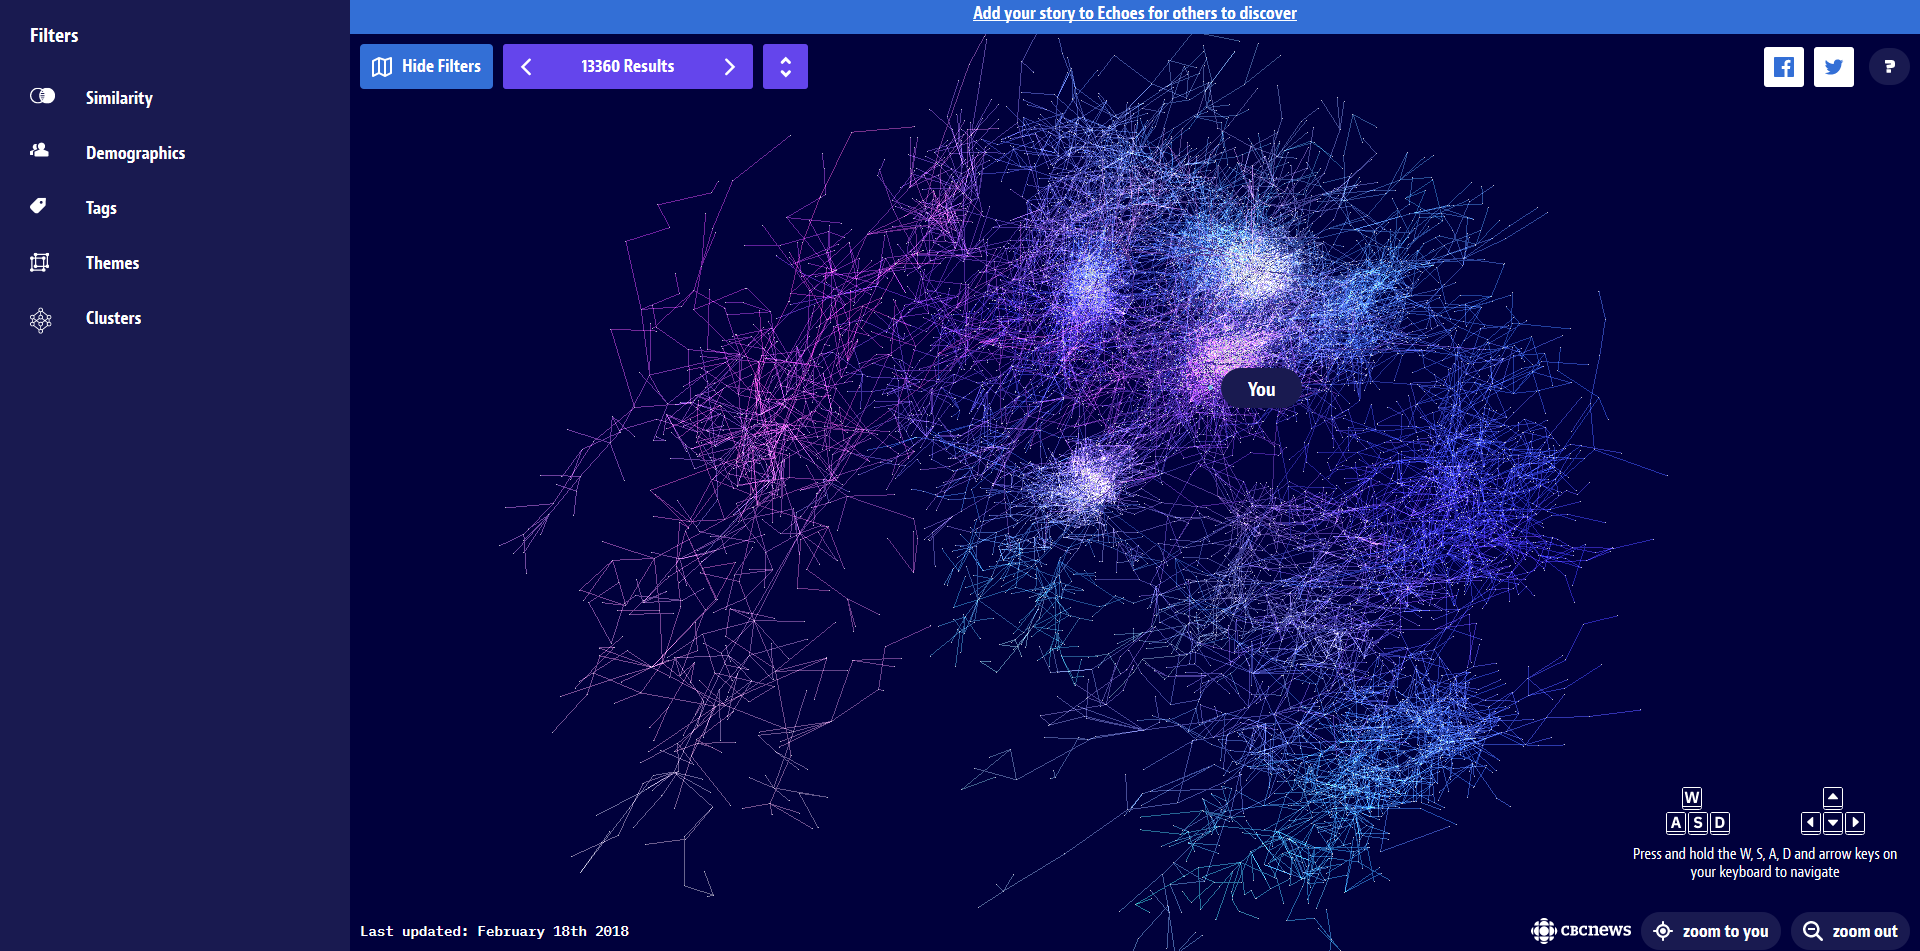 Add your story to Echoes for others to discover
Filters
Similarity
Demographics
Tags
Themes
Clusters
Hide Filters
13360 Results
?
You
W
A S D
Press and hold the W, S, A, D and arrow keys on
your keyboard to navigate
Last updated: February 18th 2018
CBCNEWS
zoom to you
zoom out